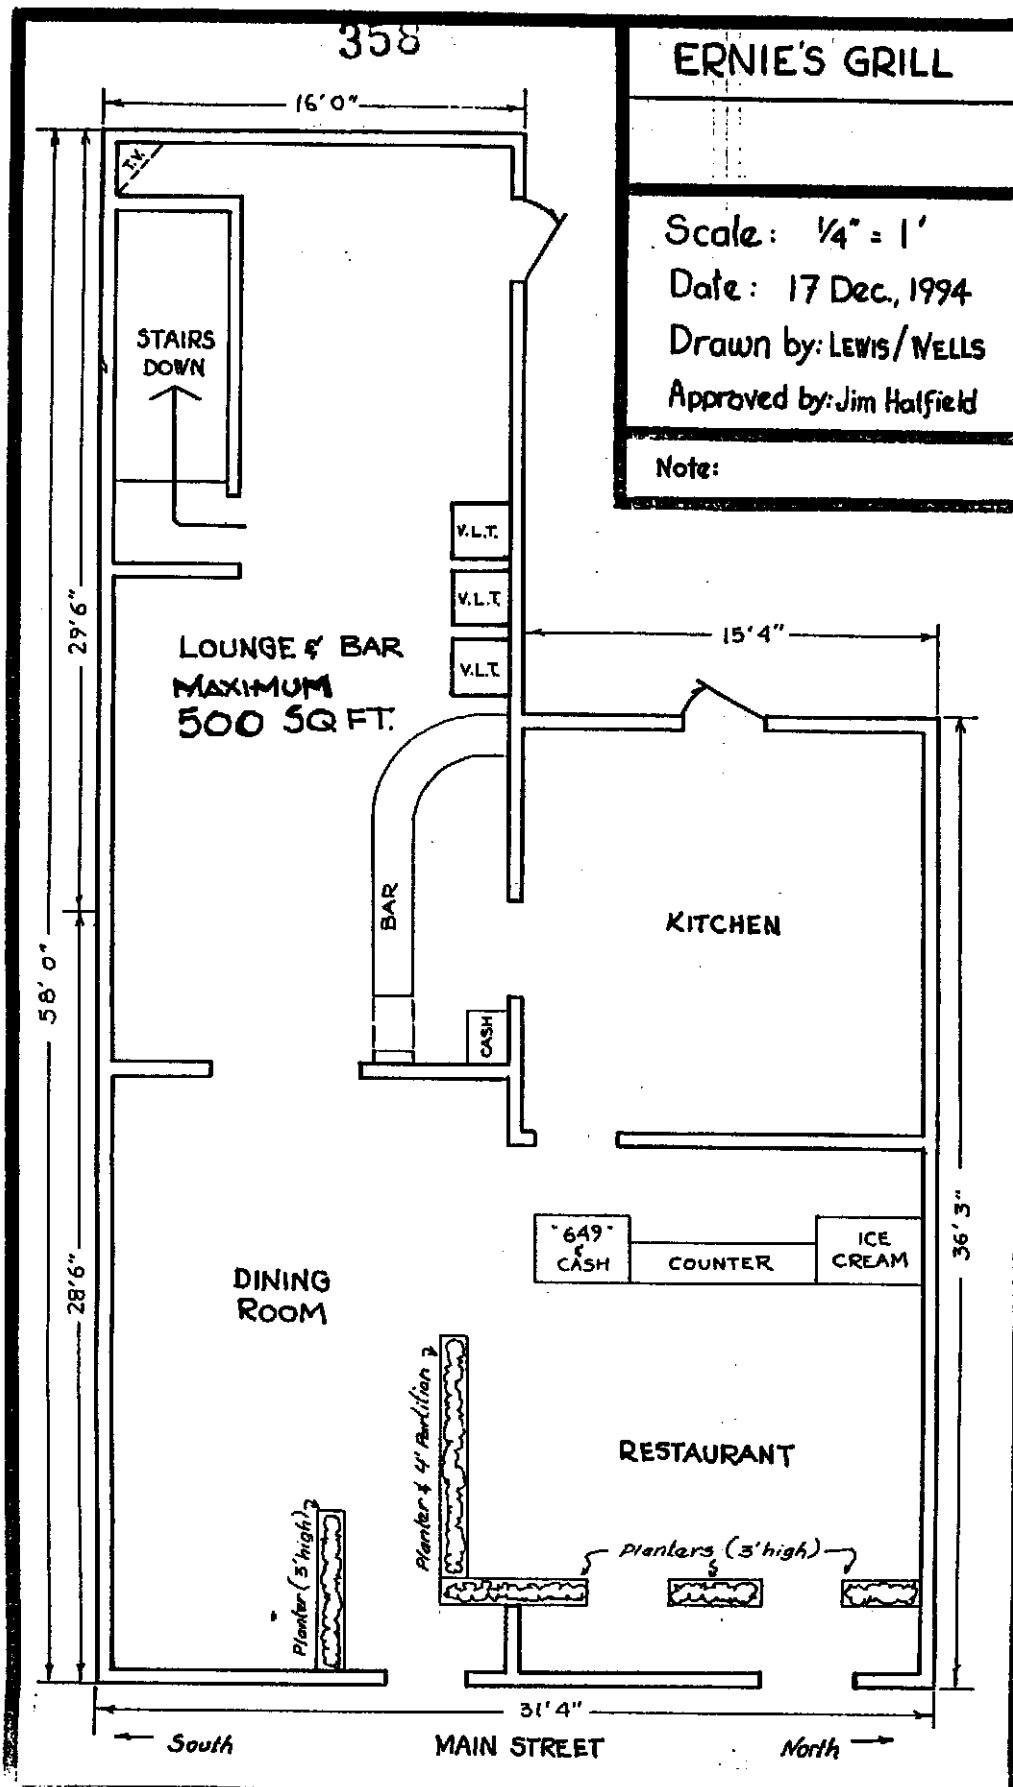 358
ERNIE'S GRILL
Scale: 1/4" = 1'
Date: 17 Dec., 1994
Drawn by: LEWIS/WELLS
Approved by: Jim Hatfield
Note:
16'0"
T.V.
STAIRS
DOWN
V.L.T.
V.L.T.
V.L.T.
29'6"
15'4"
LOUNGE & BAR
MAXIMUM
500 SQ FT.
BAR
KITCHEN
58' 0"
CASH
36'3"
"649"
&
CASH
COUNTER
ICE
CREAM
28'6"
DINING
ROOM
Planter & 4' Partition
RESTAURANT
Planter (3' high)
Planters (3' high)
31'4"
South
MAIN STREET
North